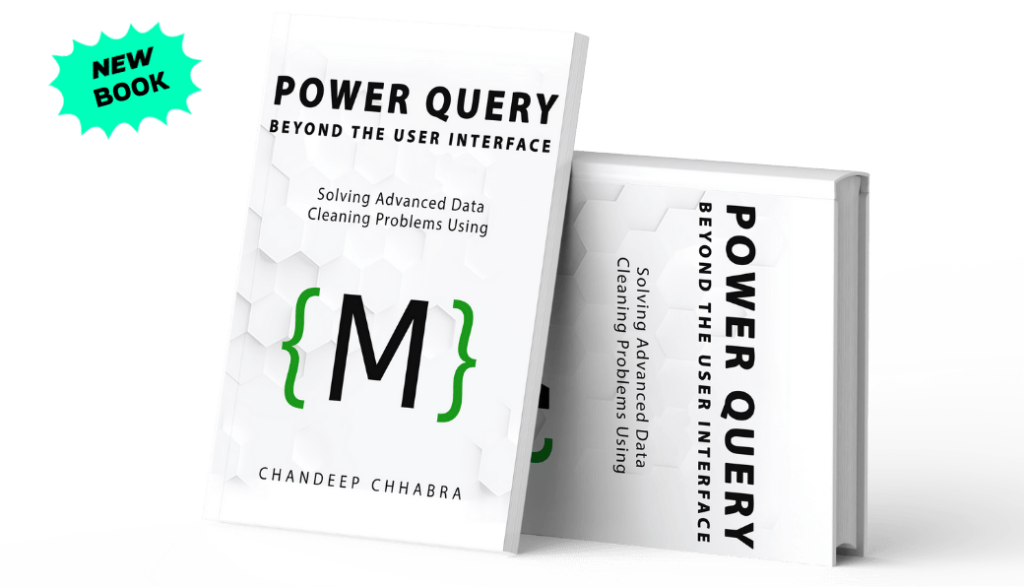 NEW
BOOK
POWER QUERY
BEYOND THE USER INTERFACE
Solving Advanced Data
Cleaning Problems Using
{M}
CHANDEEP CHHABRA
POWER QUERY
BEYOND THE USER INTERFACE
Solving Advanced Data
Cleaning Problems Using